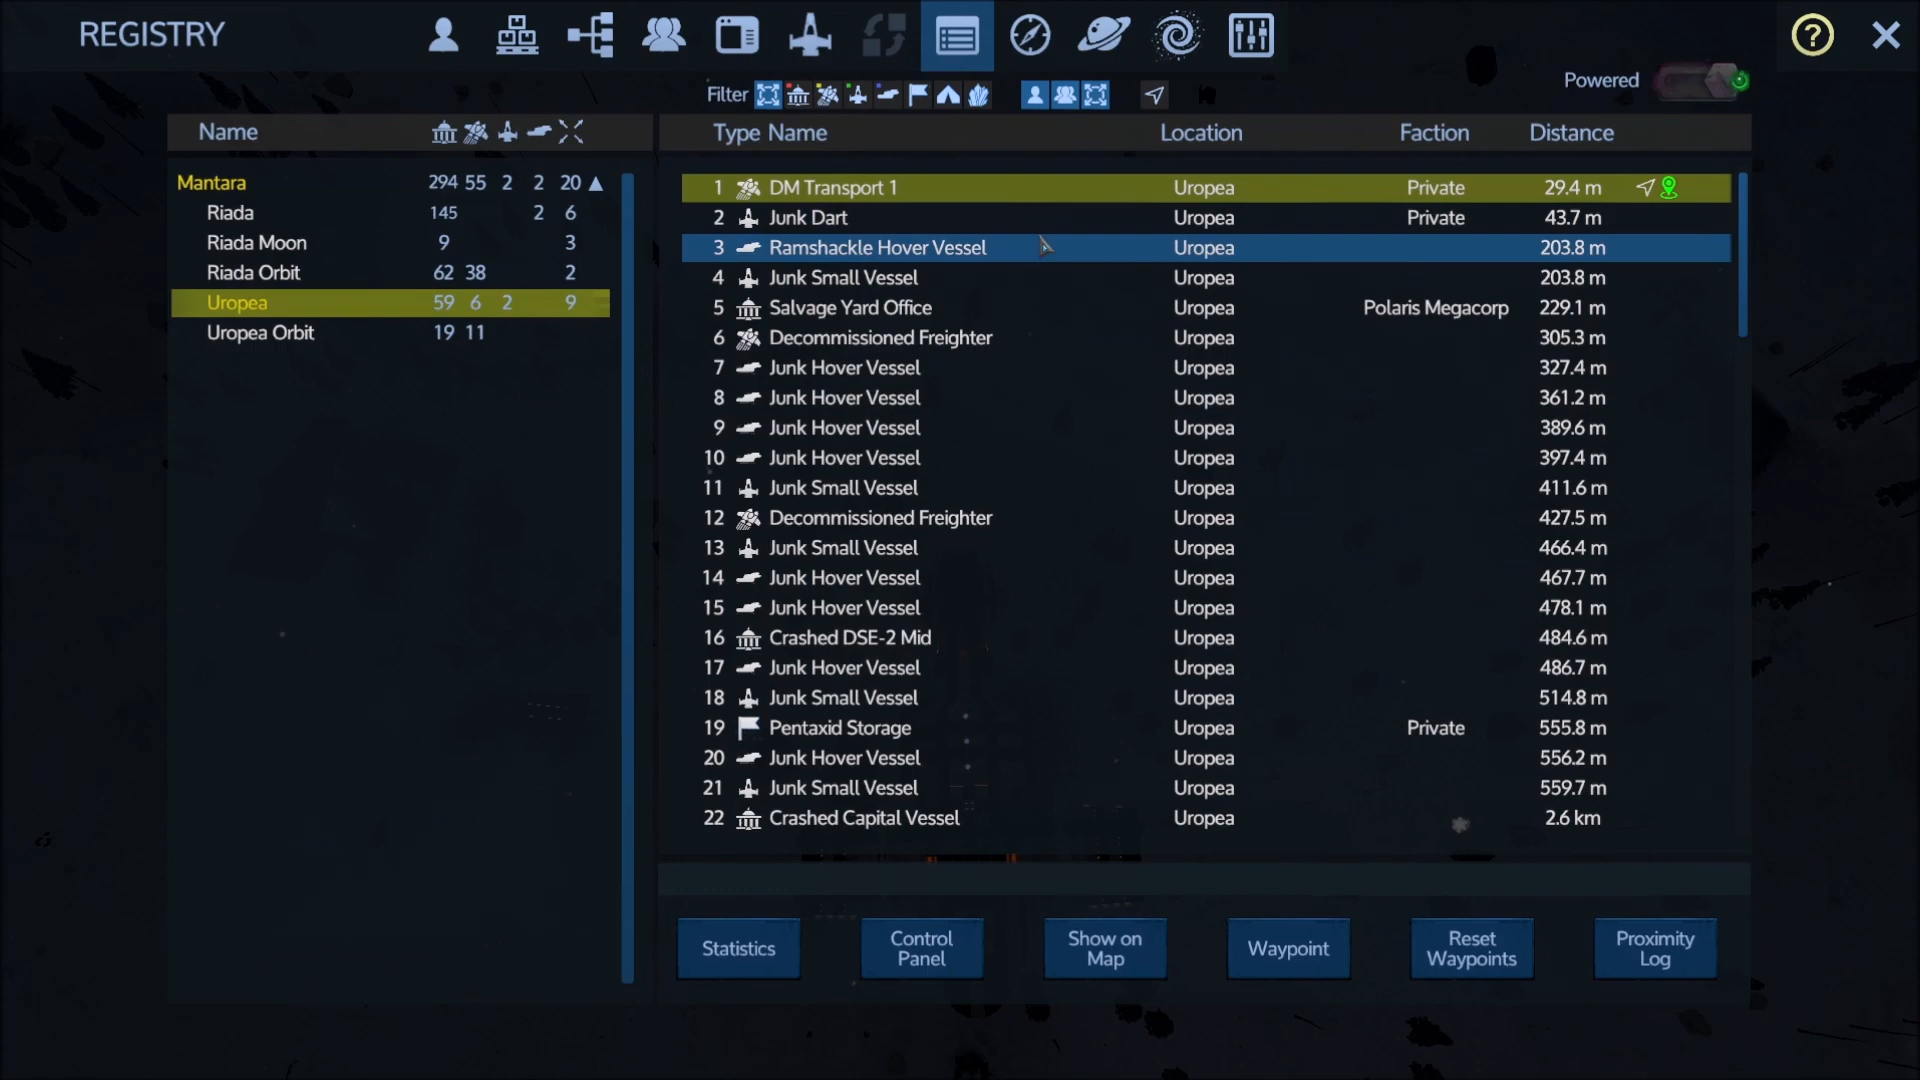 REGISTRY
?
Powered
Filter
Name
Mantara 294 55 2 2 20
Riada 145 2 6
Riada Moon 9 3
Riada Orbit 62 38 2
Uropea 59 6 2 9
Uropea Orbit 19 11
Type Name Location Faction Distance
1 DM Transport 1 Uropea Private 29.4 m
2 Junk Dart Uropea Private 43.7 m
3 Ramshackle Hover Vessel Uropea 203.8 m
4 Junk Small Vessel Uropea 203.8 m
5 Salvage Yard Office Uropea Polaris Megacorp 229.1 m
6 Decommissioned Freighter Uropea 305.3 m
7 Junk Hover Vessel Uropea 327.4 m
8 Junk Hover Vessel Uropea 361.2 m
9 Junk Hover Vessel Uropea 389.6 m
10 Junk Hover Vessel Uropea 397.4 m
11 Junk Small Vessel Uropea 411.6 m
12 Decommissioned Freighter Uropea 427.5 m
13 Junk Small Vessel Uropea 466.4 m
14 Junk Hover Vessel Uropea 467.7 m
15 Junk Hover Vessel Uropea 478.1 m
16 Crashed DSE-2 Mid Uropea 484.6 m
17 Junk Hover Vessel Uropea 486.7 m
18 Junk Small Vessel Uropea 514.8 m
19 Pentaxid Storage Uropea Private 555.8 m
20 Junk Hover Vessel Uropea 556.2 m
21 Junk Small Vessel Uropea 559.7 m
22 Crashed Capital Vessel Uropea 2.6 km
Statistics
Control
Panel
Show on
Map
Waypoint
Reset
Waypoints
Proximity
Log